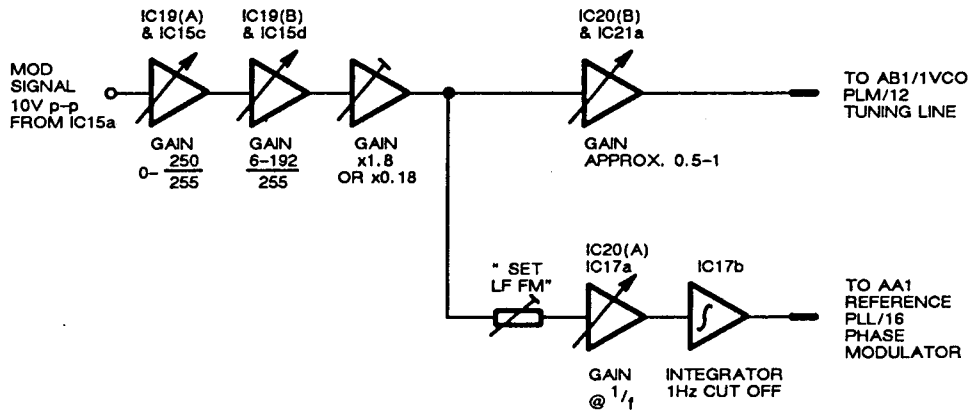 IC19(A)
& IC15c
IC19(B)
& IC15d
IC20(B)
& IC21a
MOD
SIGNAL
10V p-p
FROM IC15a
TO AB1/1VCO
PLM/12
TUNING LINE
GAIN
0- 250
255
GAIN
6-192
255
GAIN
x1.8
OR x0.18
GAIN
APPROX. 0.5-1
" SET
LF FM"
IC20(A)
IC17a
IC17b
∫
TO AA1
REFERENCE
PLL/16
PHASE
MODULATOR
GAIN
@ 1/f
INTEGRATOR
1Hz CUT OFF